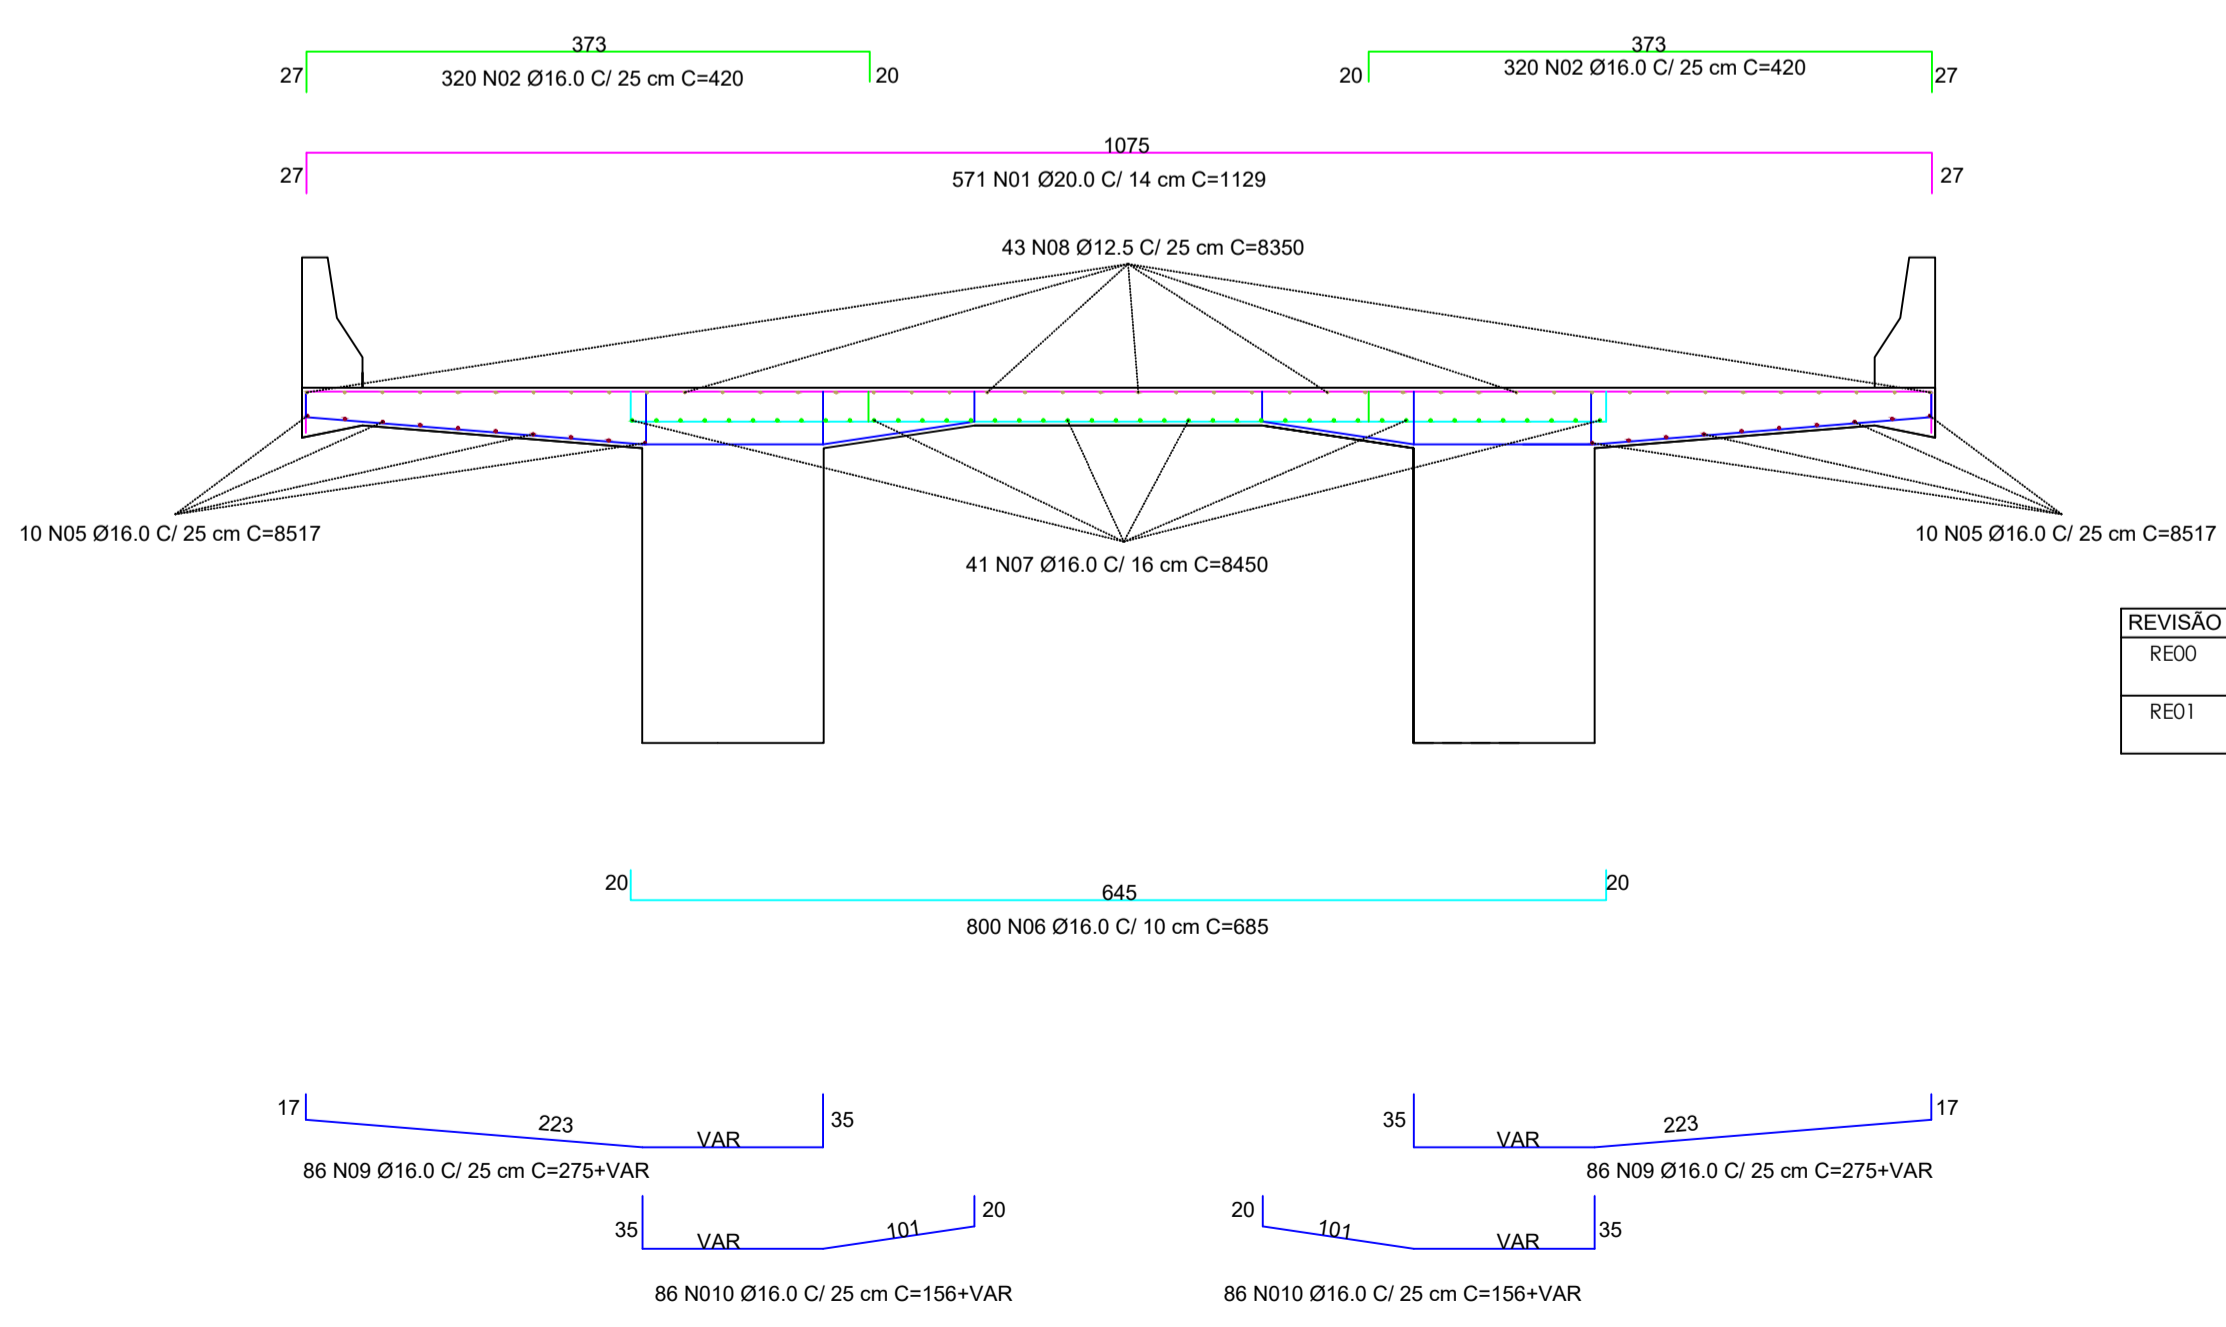 373
27
320 N02 Ø16.0 C/ 25 cm C=420
20
373
20
320 N02 Ø16.0 C/ 25 cm C=420
27
1075
27
571 N01 Ø20.0 C/ 14 cm C=1129
27
43 N08 Ø12.5 C/ 25 cm C=8350
10 N05 Ø16.0 C/ 25 cm C=8517
10 N05 Ø16.0 C/ 25 cm C=8517
41 N07 Ø16.0 C/ 16 cm C=8450
REVISÃO
RE00
RE01
20
645
20
800 N06 Ø16.0 C/ 10 cm C=685
17
223
VAR
35
86 N09 Ø16.0 C/ 25 cm C=275+VAR
35
VAR
223
17
86 N09 Ø16.0 C/ 25 cm C=275+VAR
35
VAR
101
20
86 N010 Ø16.0 C/ 25 cm C=156+VAR
20
101
VAR
35
86 N010 Ø16.0 C/ 25 cm C=156+VAR